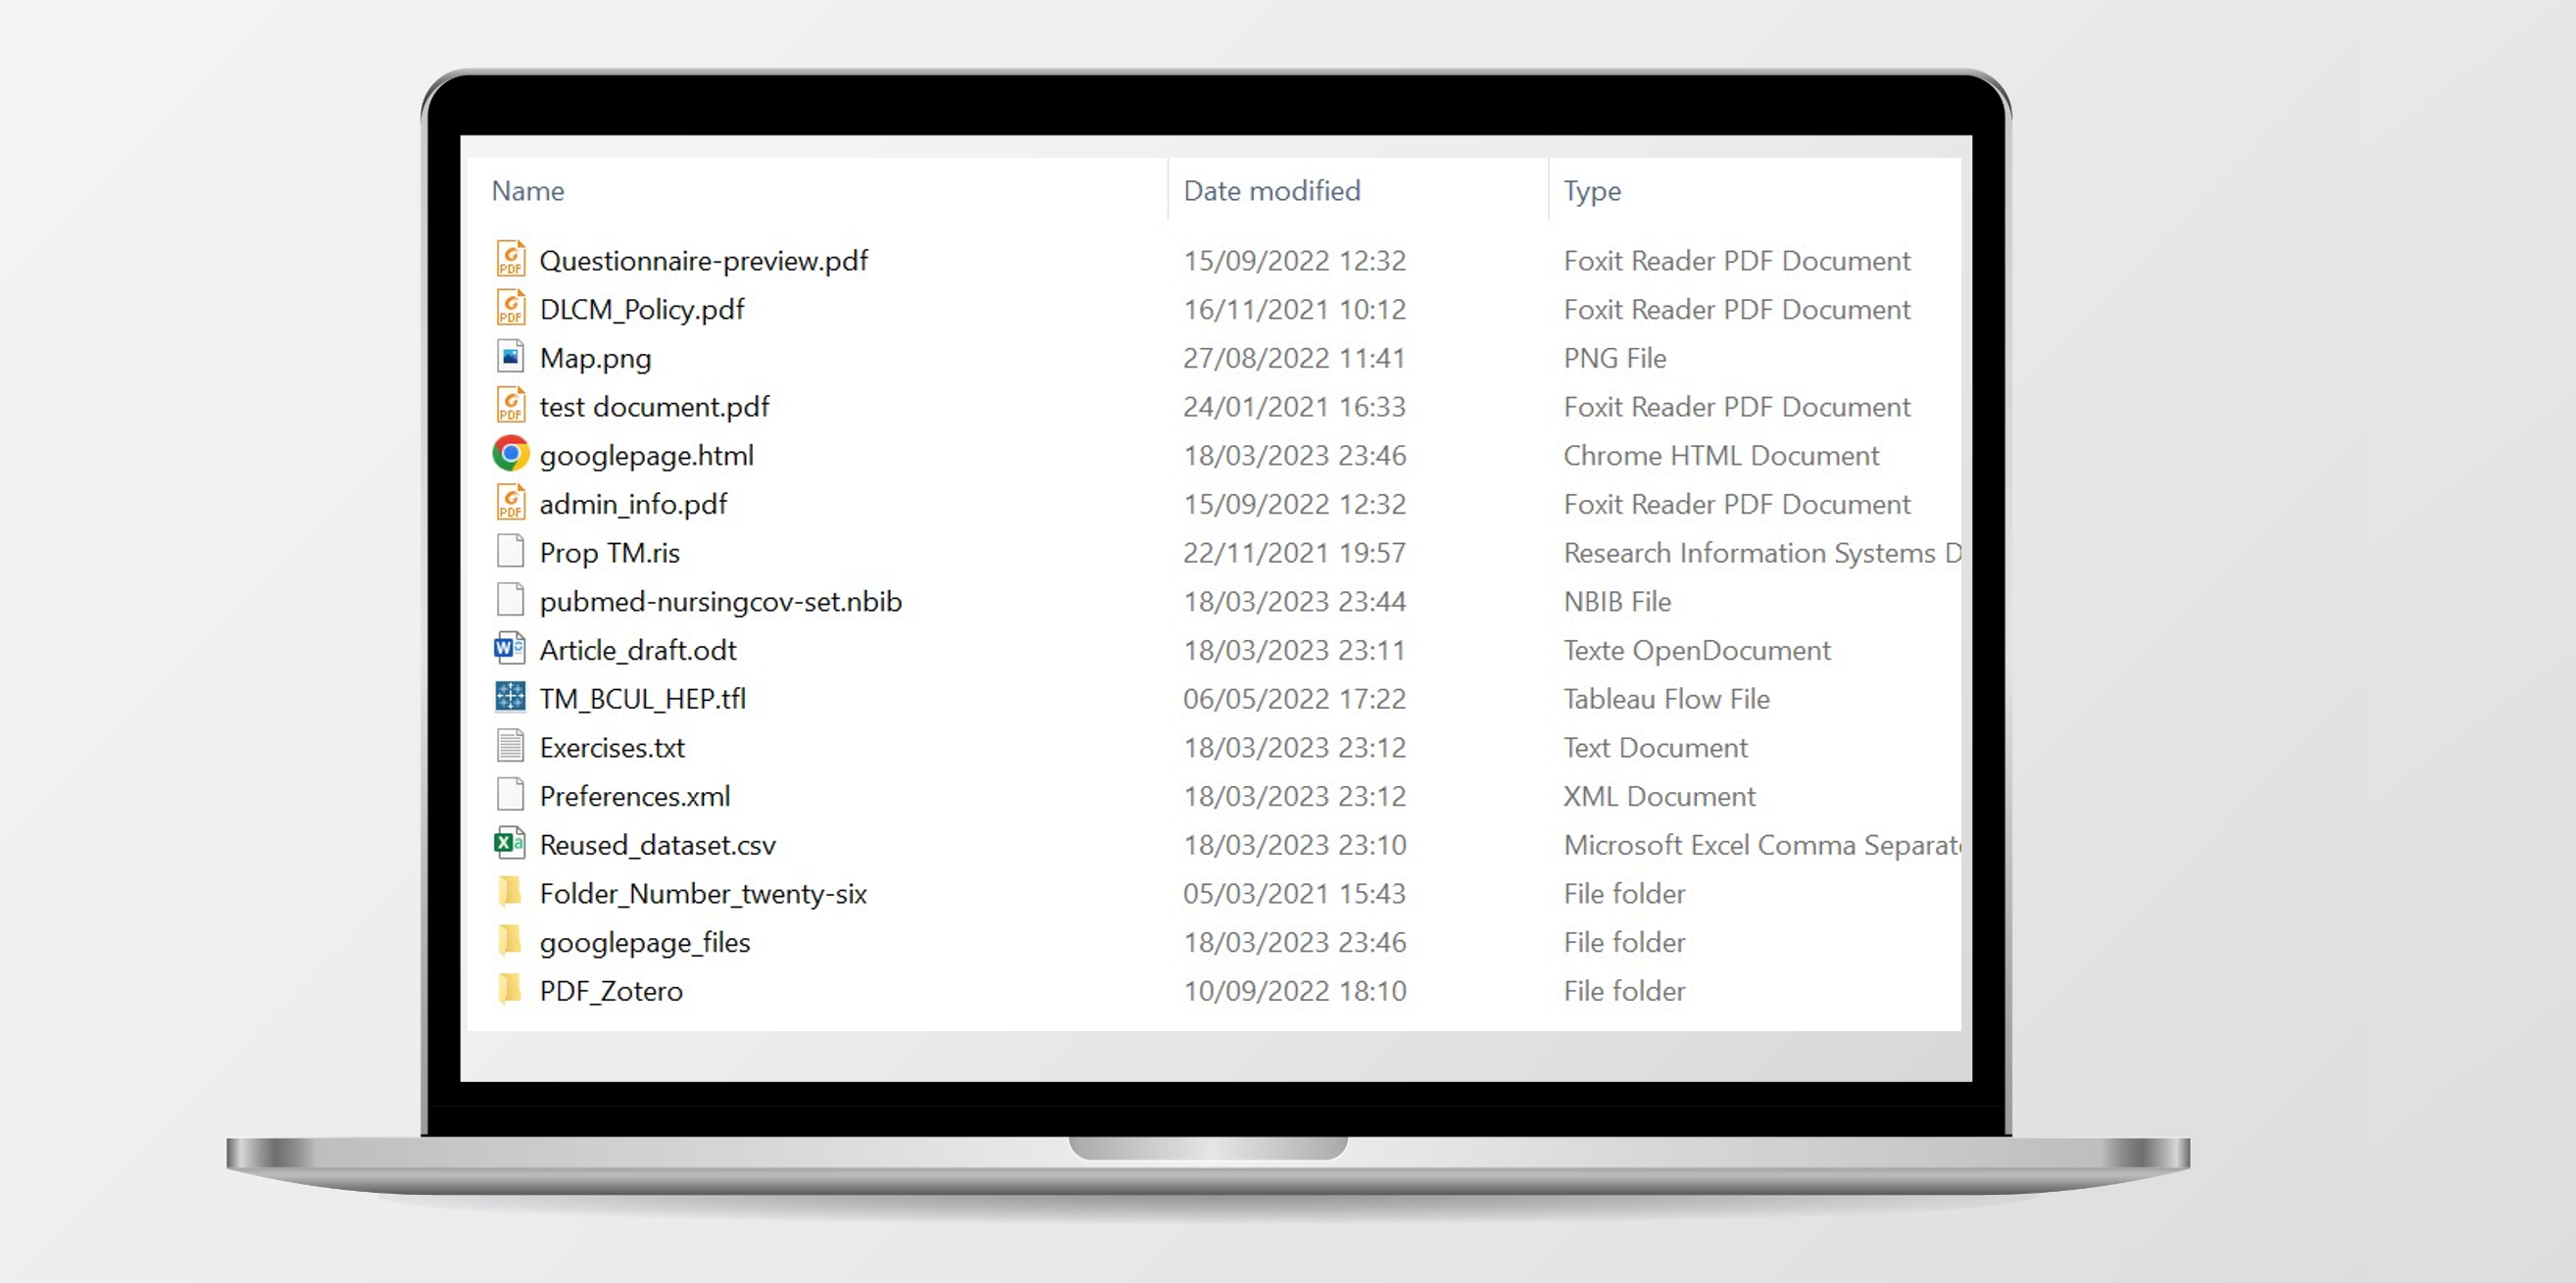 Name Date modified Type
Questionnaire-preview.pdf 15/09/2022 12:32 Foxit Reader PDF Document
DLCM_Policy.pdf 16/11/2021 10:12 Foxit Reader PDF Document
Map.png 27/08/2022 11:41 PNG File
test document.pdf 24/01/2021 16:33 Foxit Reader PDF Document
googlepage.html 18/03/2023 23:46 Chrome HTML Document
admin_info.pdf 15/09/2022 12:32 Foxit Reader PDF Document
Prop TM.ris 22/11/2021 19:57 Research Information Systems D
pubmed-nursingcov-set.nbib 18/03/2023 23:44 NBIB File
Article_draft.odt 18/03/2023 23:11 Texte OpenDocument
TM_BCUL_HEP.tfl 06/05/2022 17:22 Tableau Flow File
Exercises.txt 18/03/2023 23:12 Text Document
Preferences.xml 18/03/2023 23:12 XML Document
Reused_dataset.csv 18/03/2023 23:10 Microsoft Excel Comma Separat
Folder_Number_twenty-six 05/03/2021 15:43 File folder
googlepage_files 18/03/2023 23:46 File folder
PDF_Zotero 10/09/2022 18:10 File folder